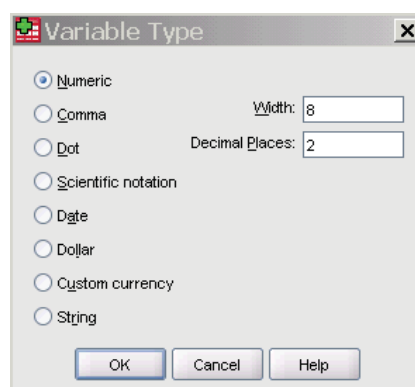 Variable Type
Numeric
Comma
Width: 8
Dot
Decimal Places: 2
Scientific notation
Date
Dollar
Custom currency
String
OK Cancel Help